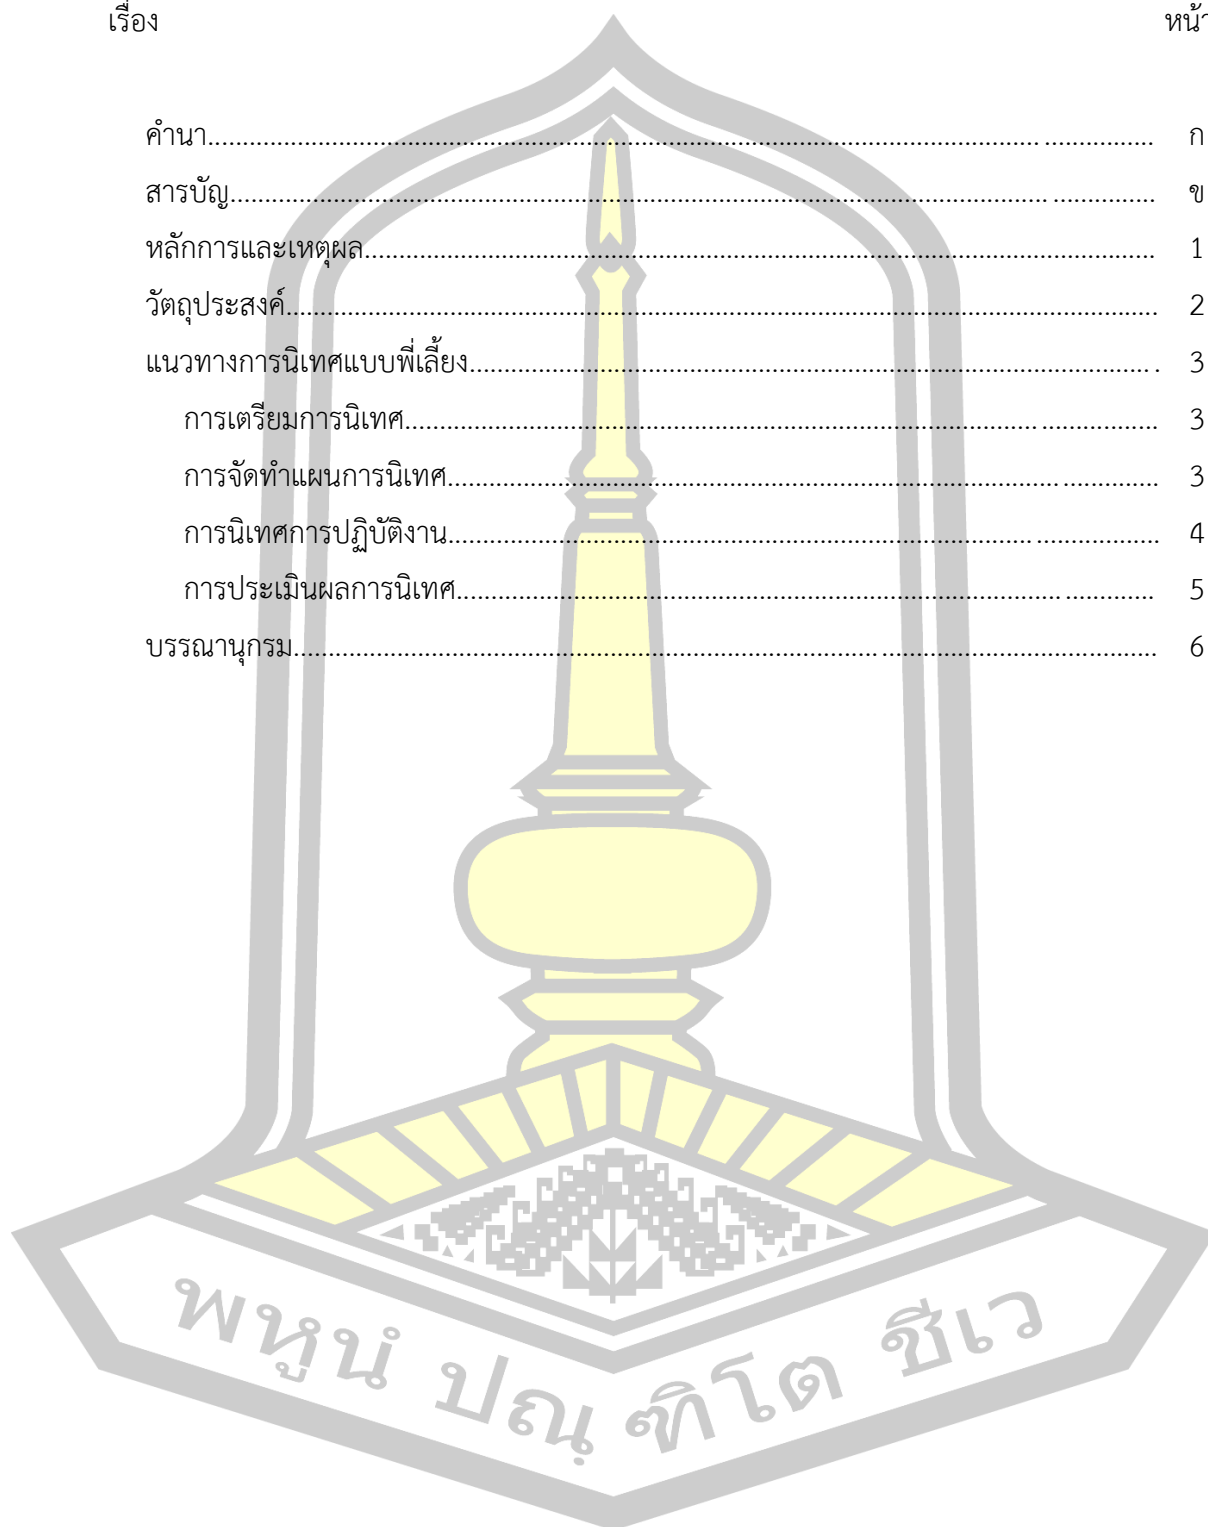 เรื่อง หน้า
คำนา........................................................................................................................ ก
สารบัญ..................................................................................................................... ข
หลักการและเหตุผล................................................................................................... 1
วัตถุประสงค์.............................................................................................................. 2
แนวทางการนิเทศแบบพี่เลี้ยง.................................................................................... 3
การเตรียมการนิเทศ................................................................................................. 3
การจัดทำแผนการนิเทศ........................................................................................... 3
การนิเทศการปฏิบัติงาน........................................................................................... 4
การประเมินผลการนิเทศ.......................................................................................... 5
บรรณานุกรม............................................................................................................ 6
พหูนํ ปณฺฑิโต ชีเว